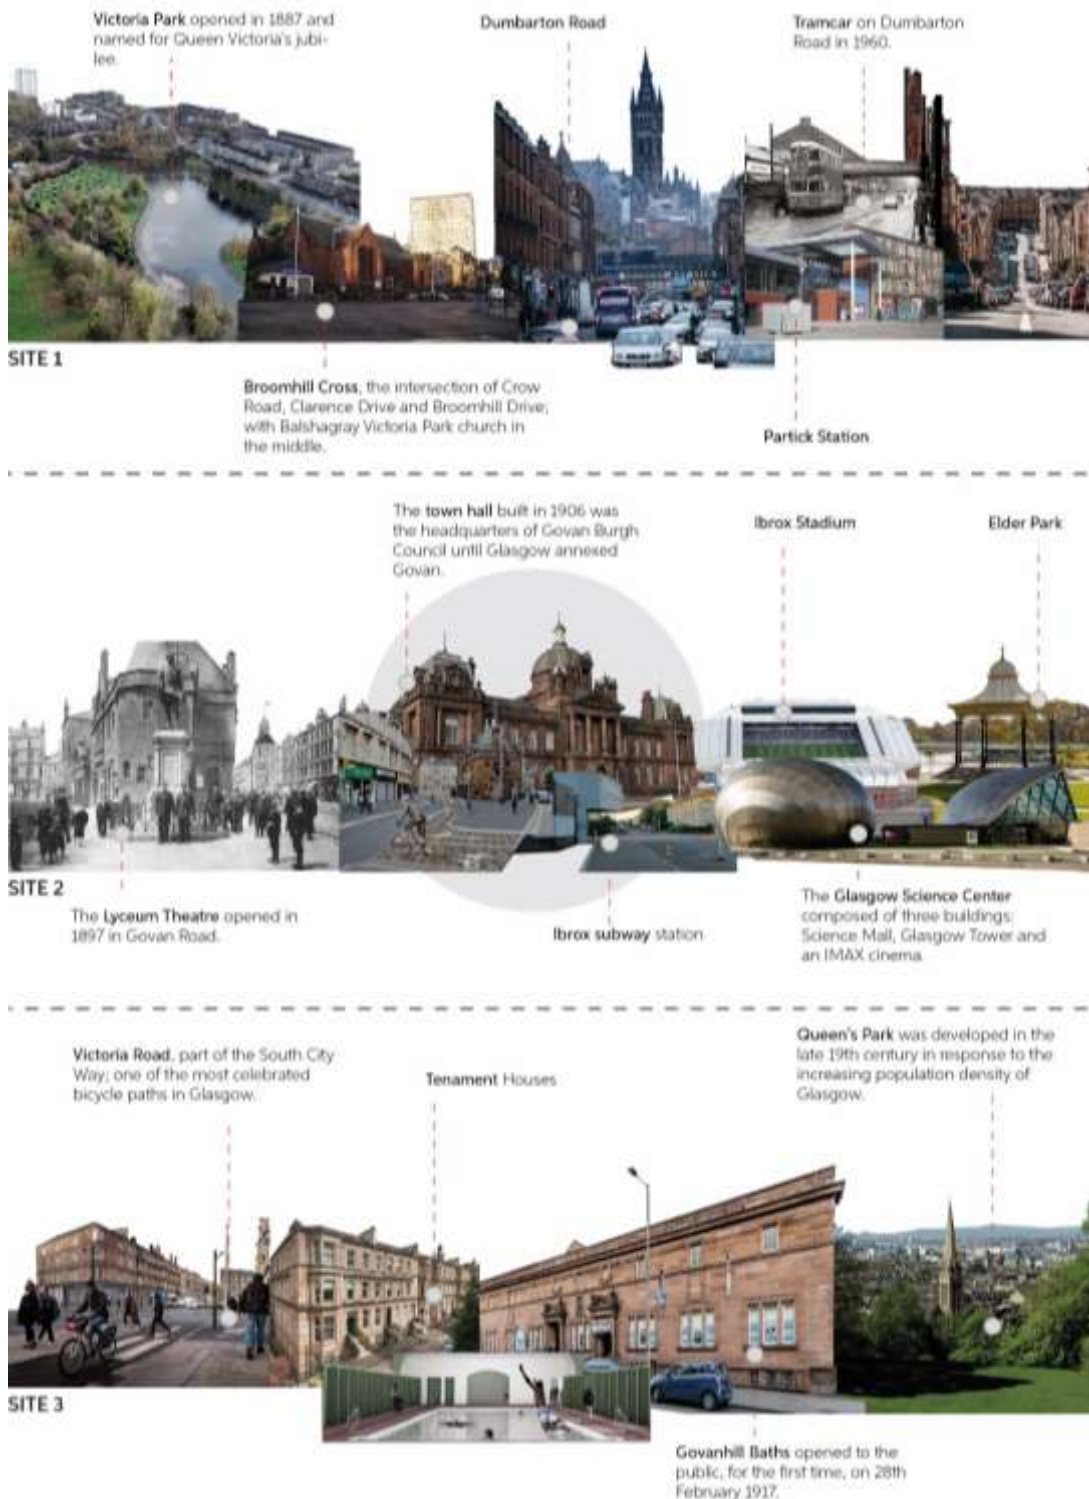 Victoria Park opened in 1887 and
named for Queen Victoria's jubi-
lee.
Dumbarton Road
Tramcar on Dumbarton
Road in 1960.
SITE 1
Broomhill Cross, the intersection of Crow
Road, Clarence Drive and Broomhill Drive;
with Balshagray Victoria Park church in
the middle.
Partick Station
The town hall built in 1906 was
the headquarters of Govan Burgh
Council until Glasgow annexed
Govan.
Ibrox Stadium
Elder Park
SITE 2
The Lyceum Theatre opened in
1897 in Govan Road.
Ibrox subway station
The Glasgow Science Center
composed of three buildings:
Science Mall, Glasgow Tower and
an IMAX cinema.
Victoria Road, part of the South City
Way; one of the most celebrated
bicycle paths in Glasgow.
Tenament Houses
Queen's Park was developed in the
late 19th century in response to the
increasing population density of
Glasgow.
SITE 3
Govanhill Baths opened to the
public, for the first time, on 28th
February 1917.